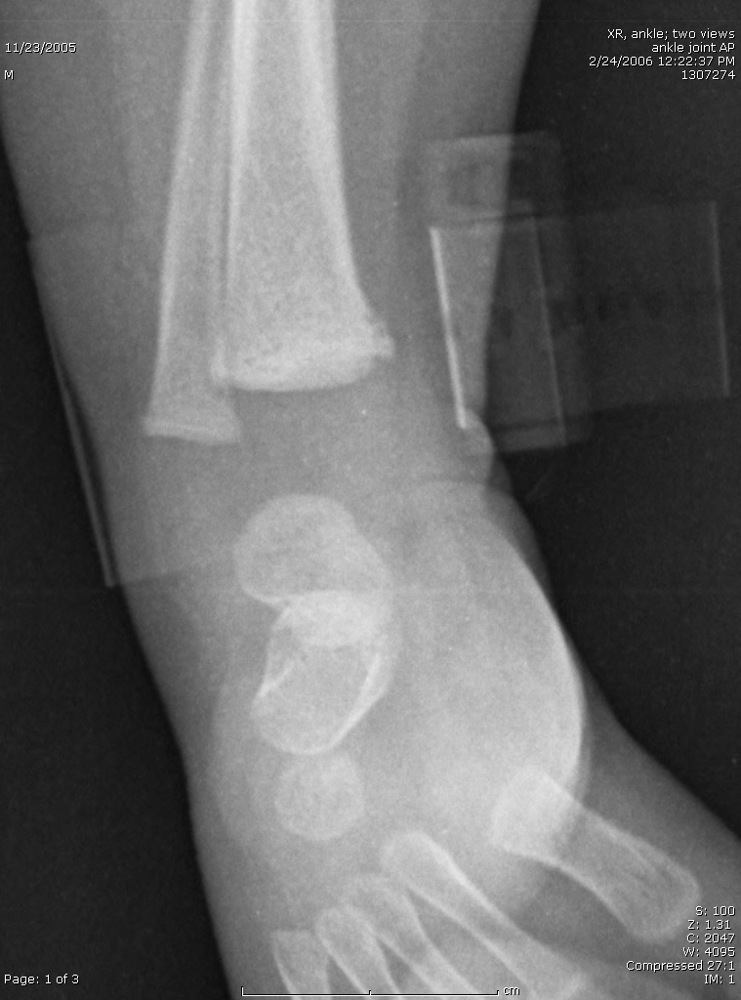 11/23/2005
M
XR, ankle; two views
ankle joint AP
2/24/2006 12:22:37 PM
1307274
S: 100
Z: 1.31
C: 2047
W: 4095
Compressed 27:1
IM: 1
Page: 1 of 3
cm